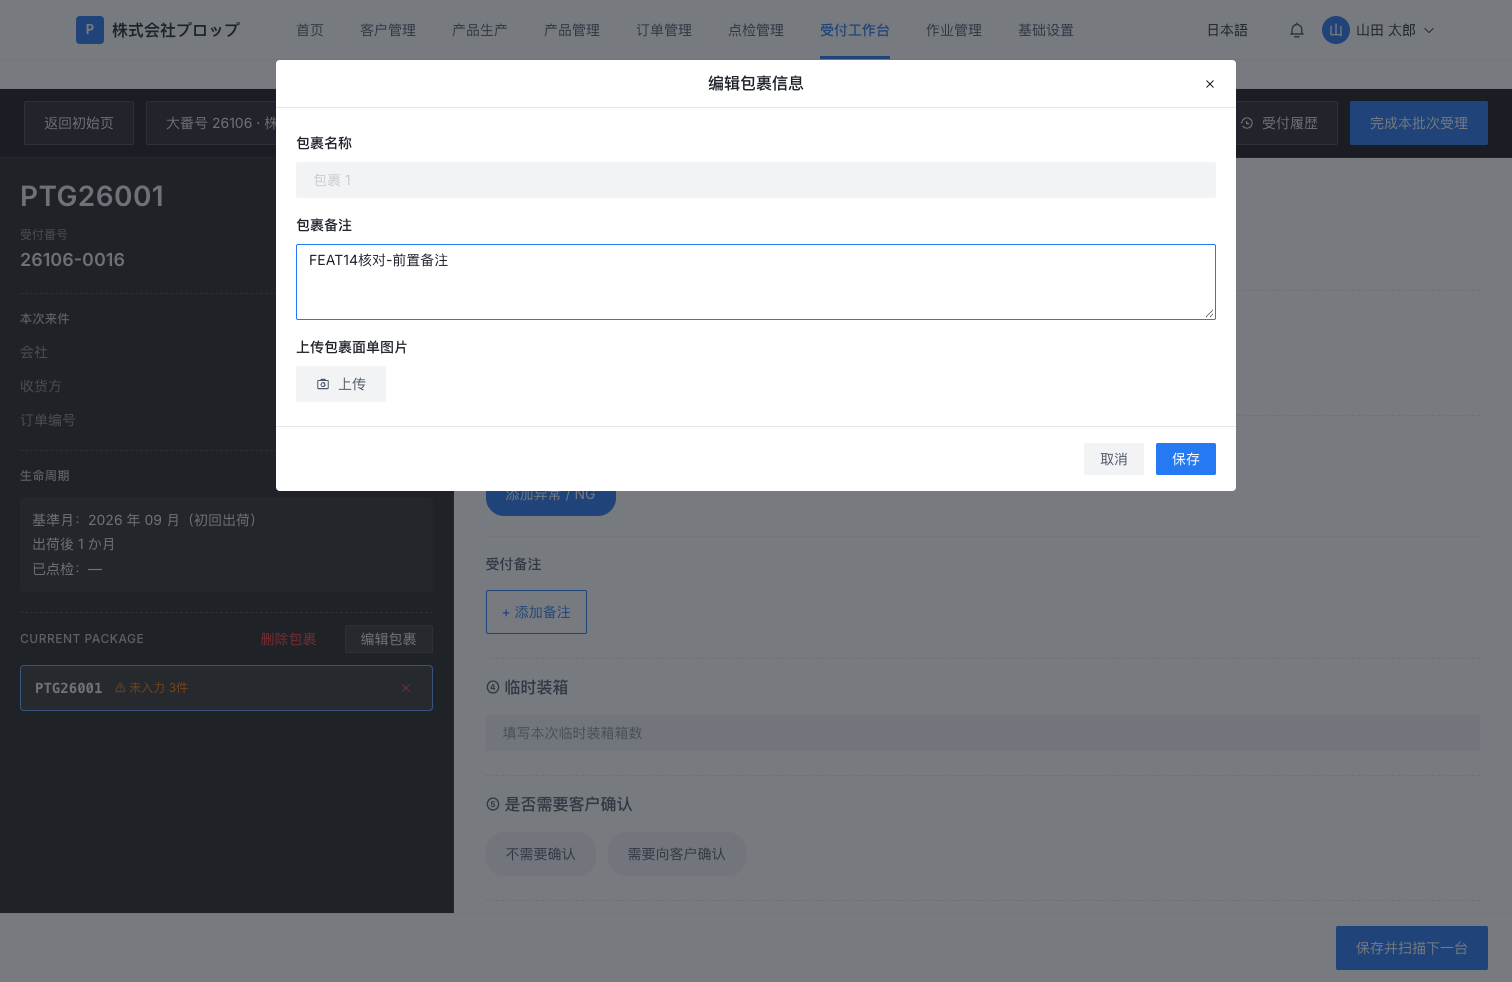 P 株式会社プロップ 首页 客户管理 产品生产 产品管理 订单管理 点检管理 受付工作台 作业管理 基础设置 日本語 山 山田 太郎
编辑包裹信息
返回初始页 大番号 26106 · 株 受付履歴 完成本批次受理
包裹名称
包裹 1
包裹备注
FEAT14核对-前置备注
上传包裹面单图片
上传
取消 保存
PTG26001
受付番号
26106-0016
本次来件
会社
收货方
订单编号
生命周期
基準月：2026 年 09 月（初回出荷）
出荷後 1 か月
已点检：—
CURRENT PACKAGE 删除包裹 编辑包裹
PTG26001 未入力 3件
添加异常 / NG
受付备注
+ 添加备注
④ 临时装箱
填写本次临时装箱箱数
⑤ 是否需要客户确认
不需要确认 需要向客户确认
保存并扫描下一台